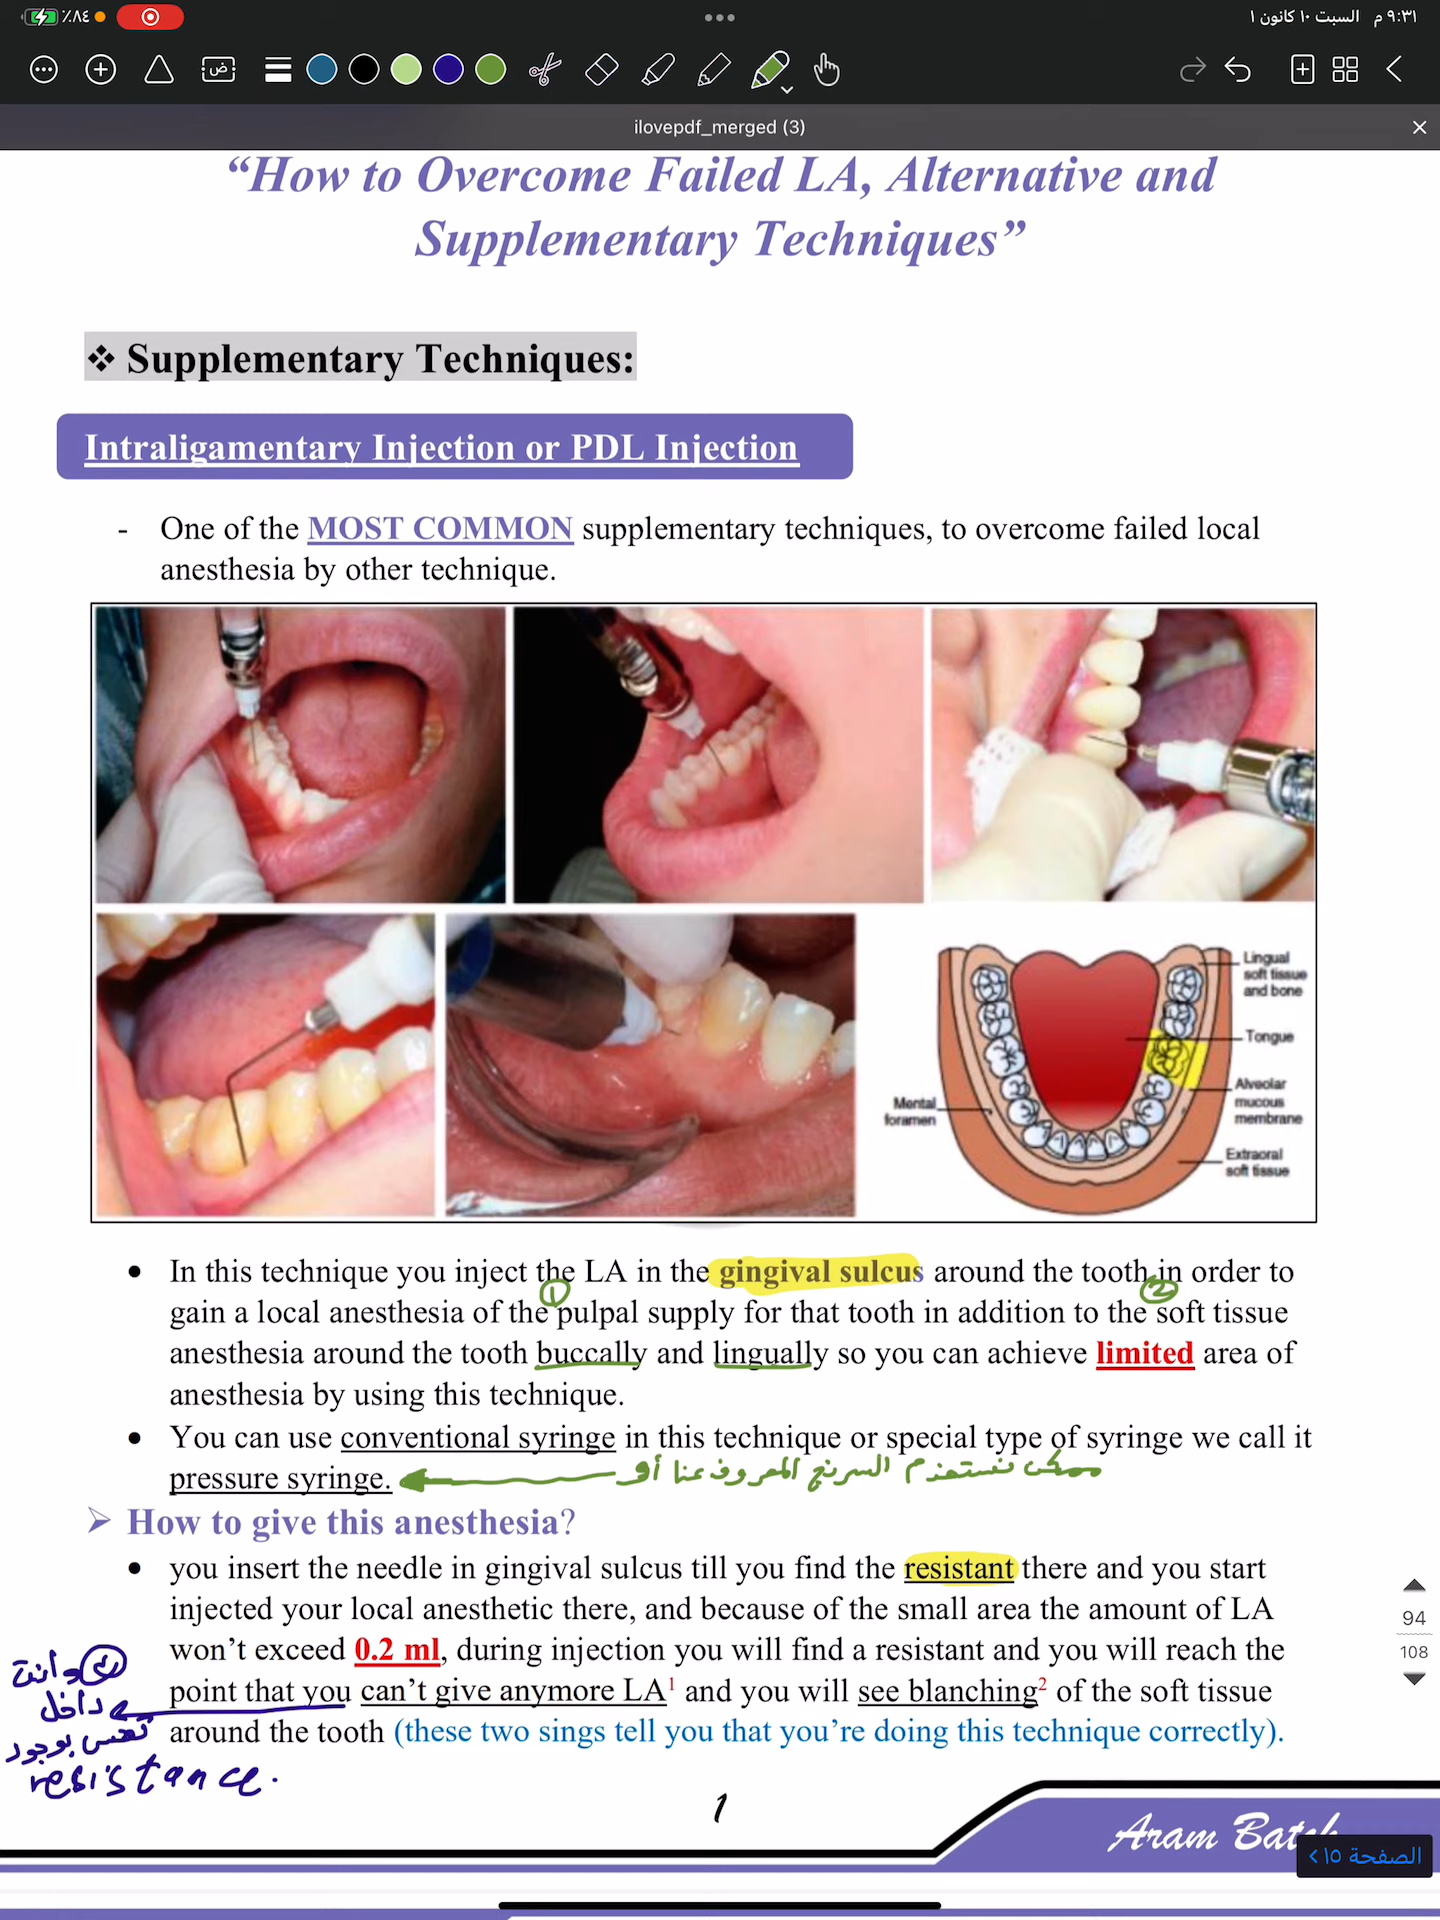 ٪٨٤
٩:٣١ م السبت ١٠ كانون ١
ض
ilovepdf_merged (3)
“How to Overcome Failed LA, Alternative and
Supplementary Techniques”
❖ Supplementary Techniques:
Intraligamentary Injection or PDL Injection
- One of the MOST COMMON supplementary techniques, to overcome failed local
anesthesia by other technique.
Lingual
soft tissue
and bone
Tongue
Alveolar
mucous
membrane
Mental
foramen
Extraoral
soft tissue
• In this technique you inject the LA in the gingival sulcus around the tooth in order to
① ②
gain a local anesthesia of the pulpal supply for that tooth in addition to the soft tissue
anesthesia around the tooth buccally and lingually so you can achieve limited area of
anesthesia by using this technique.
• You can use conventional syringe in this technique or special type of syringe we call it
pressure syringe.
ممكن نستخدم السرنج المعروف عنا أو
➢ How to give this anesthesia?
• you insert the needle in gingival sulcus till you find the resistant there and you start
injected your local anesthetic there, and because of the small area the amount of LA
won’t exceed 0.2 ml, during injection you will find a resistant and you will reach the
point that you can’t give anymore LA¹ and you will see blanching² of the soft tissue
around the tooth (these two sings tell you that you’re doing this technique correctly).
وانت
داخل
تحس بوجود
resistance.
94
108
1
Aram Batch
الصفحة ١٥